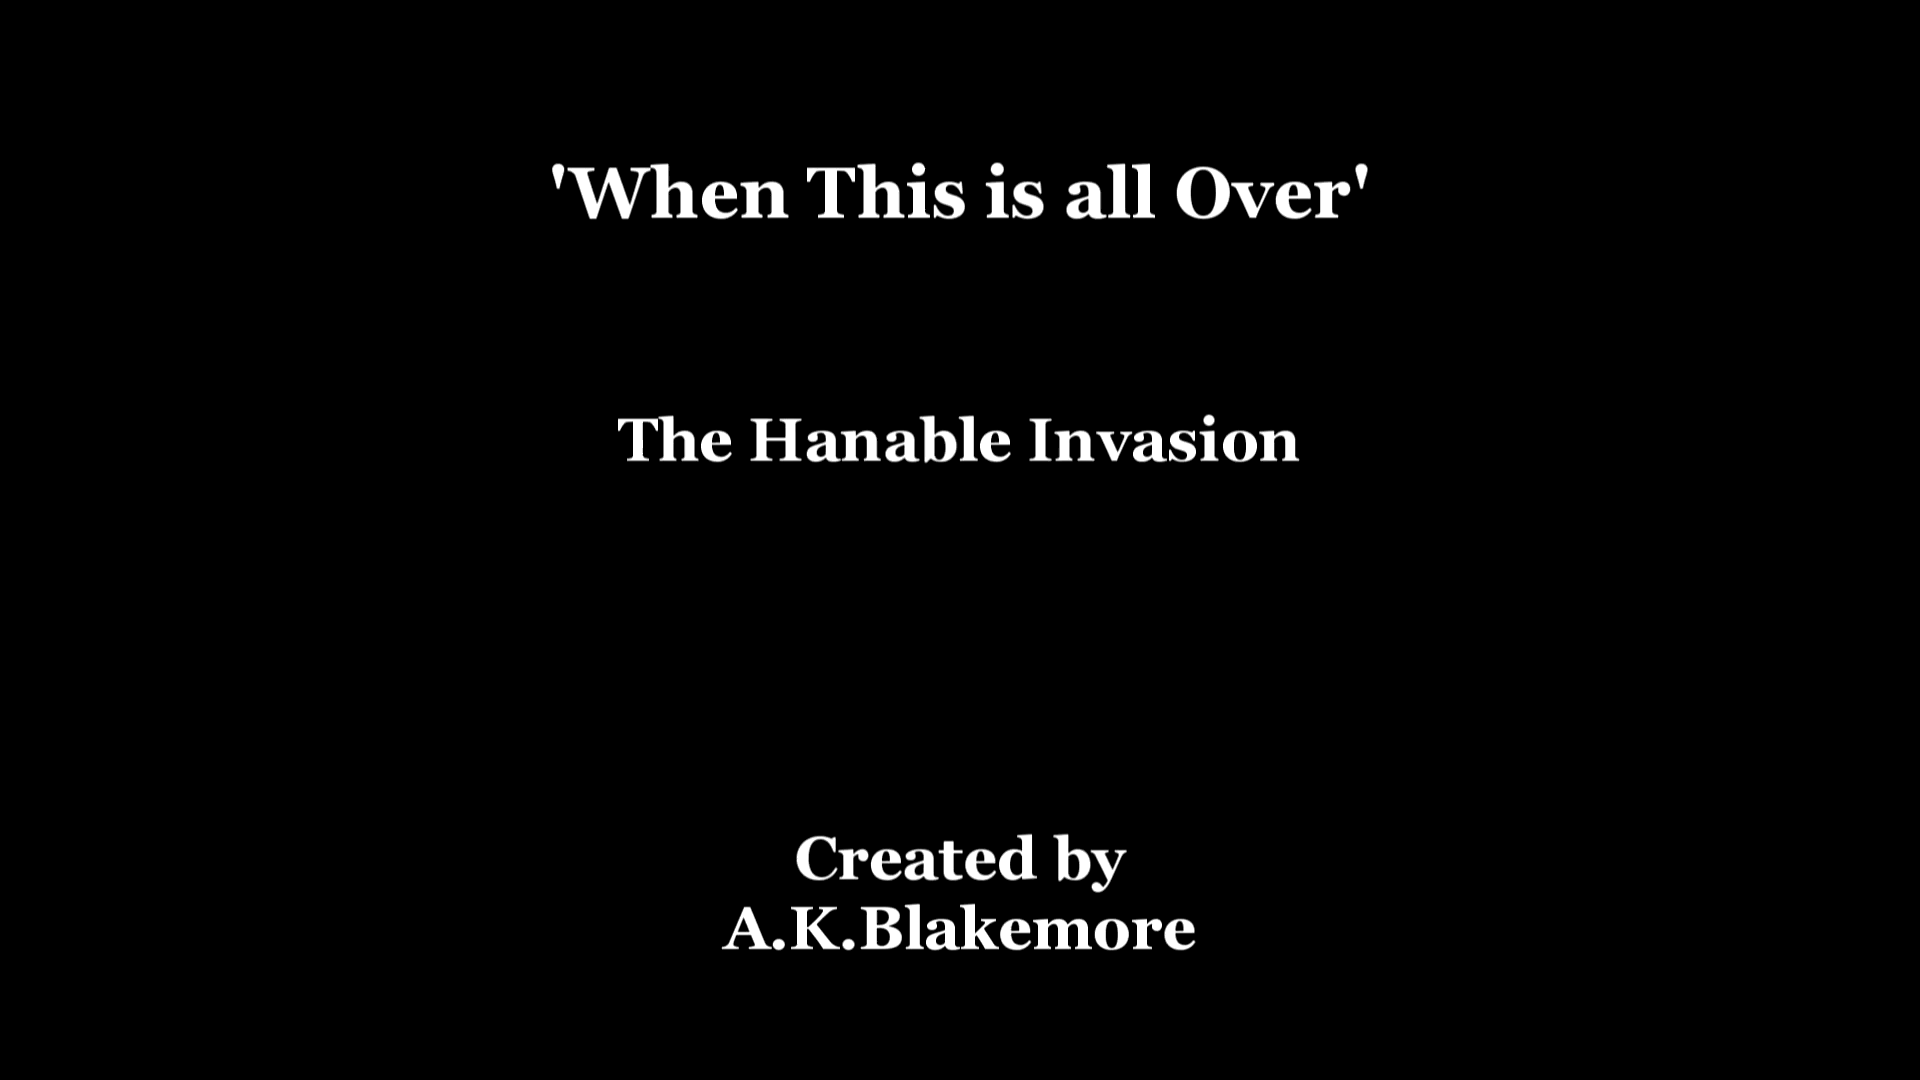 'When This is all Over'
The Hanable Invasion
Created by
A.K.Blakemore